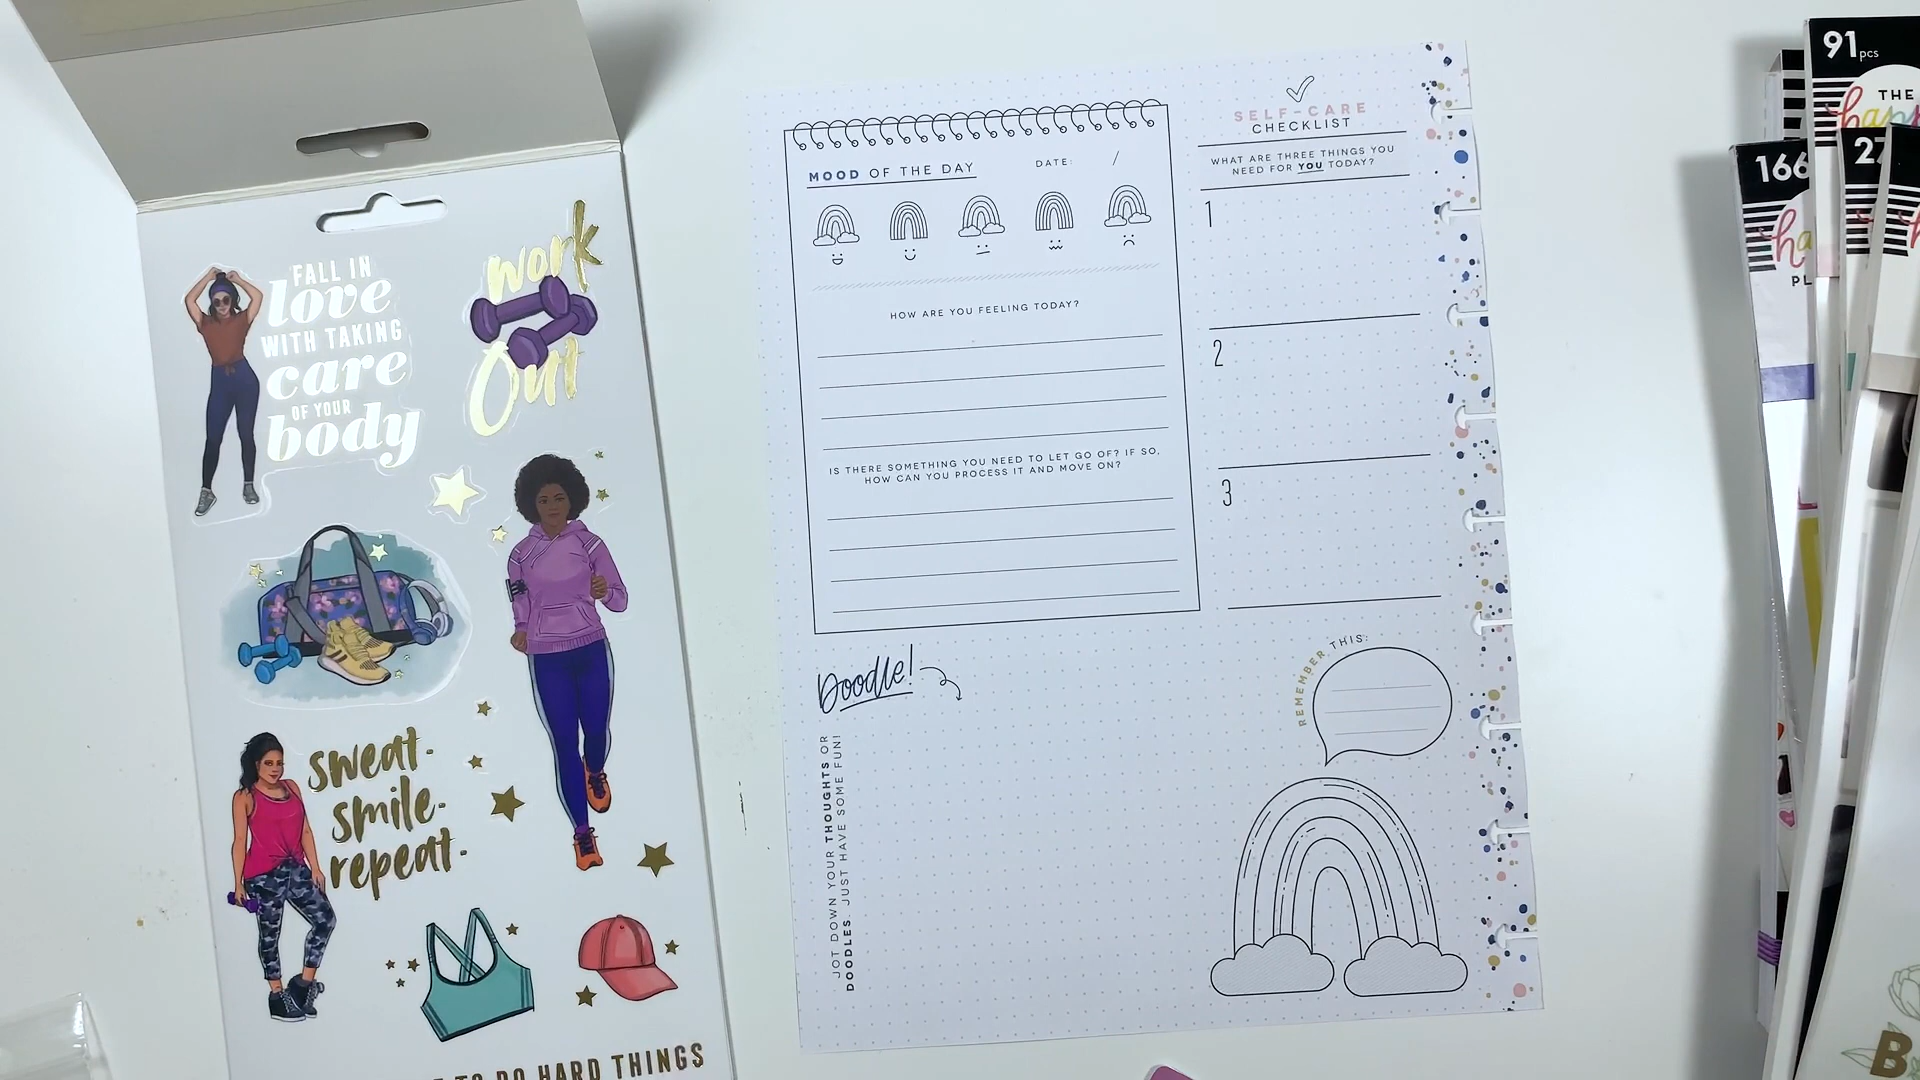 FALL IN
love
WITH TAKING
care
OF YOUR
body
work
Out
sweat.
smile.
repeat.
TO DO HARD THINGS
MOOD OF THE DAY
DATE: /
HOW ARE YOU FEELING TODAY?
IS THERE SOMETHING YOU NEED TO LET GO OF? IF SO,
HOW CAN YOU PROCESS IT AND MOVE ON?
Doodle!
JOT DOWN YOUR THOUGHTS OR
DOODLES. JUST HAVE SOME FUN!
SELF-CARE
CHECKLIST
WHAT ARE THREE THINGS YOU
NEED FOR YOU TODAY?
1
2
3
REMEMBER THIS:
91 pcs
THE
166
27
B